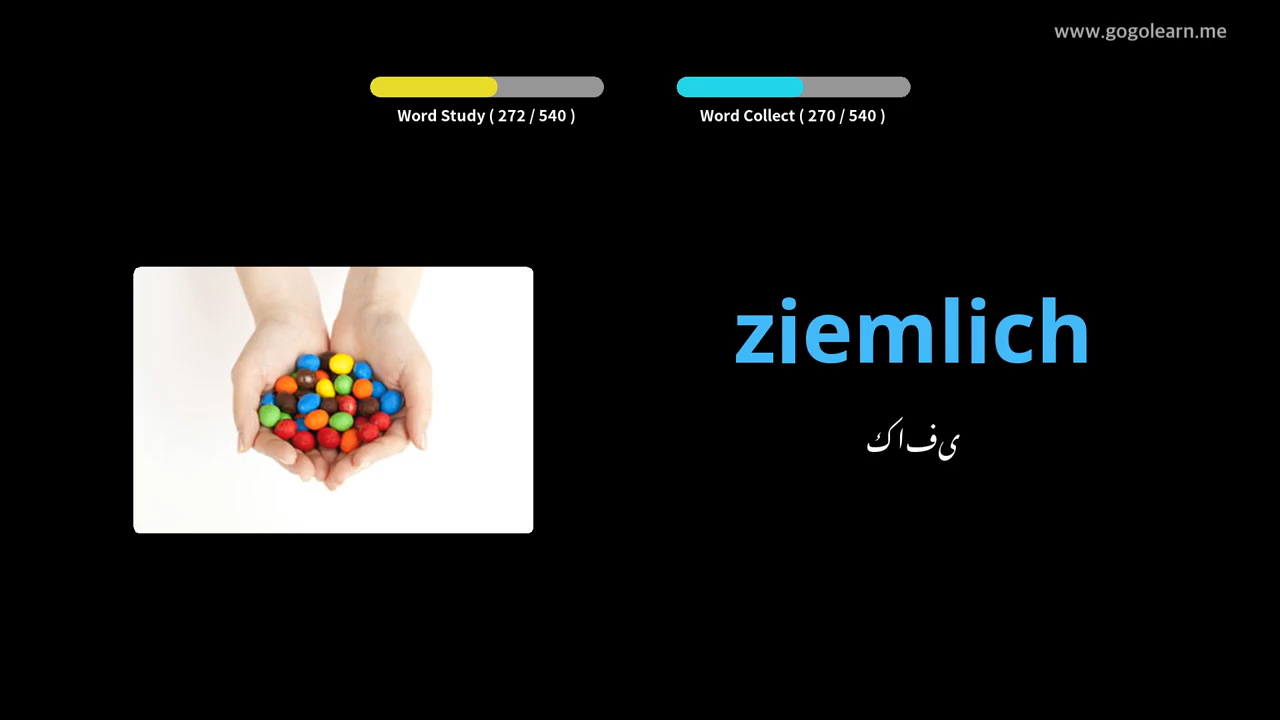 www.gogolearn.me
Word Study ( 272 / 540 )
Word Collect ( 270 / 540 )
ziemlich
کافی